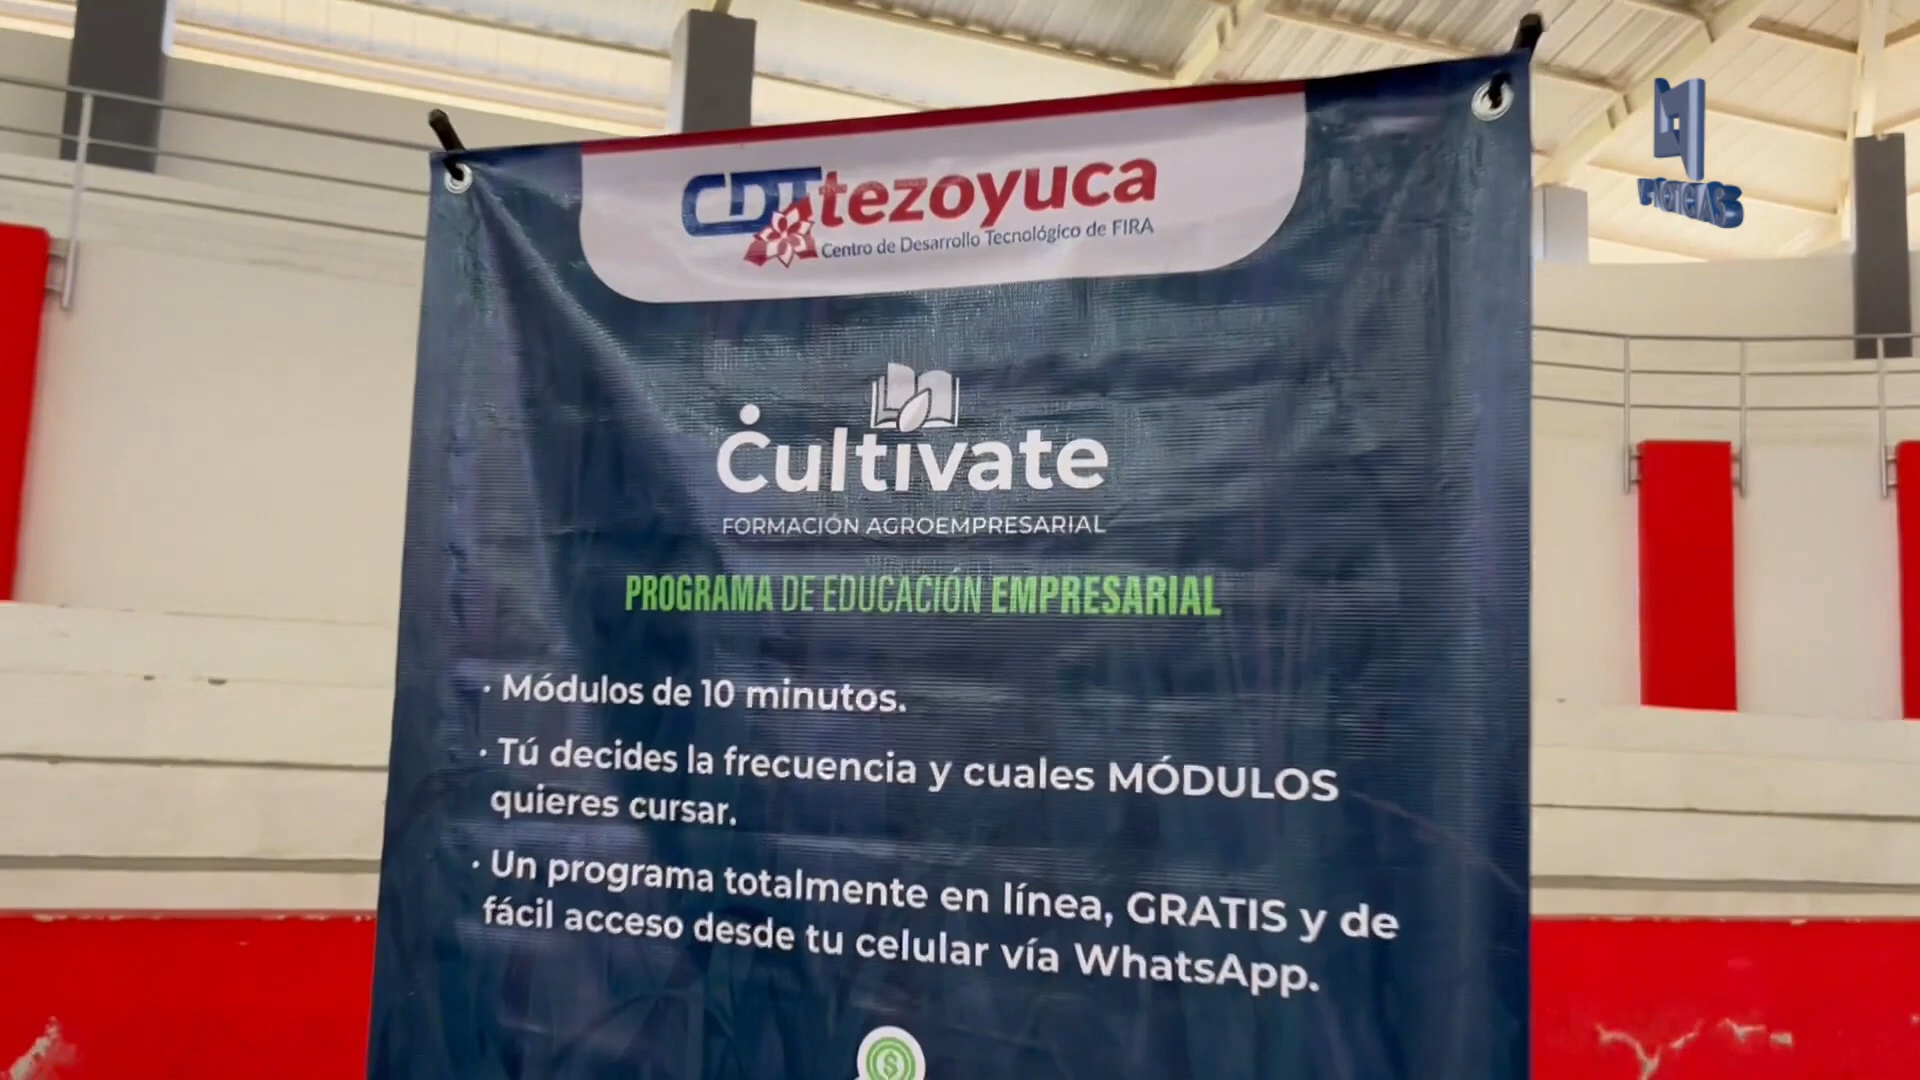 CDT tezoyuca
Centro de Desarrollo Tecnológico de FIRA
Cultivate
FORMACIÓN AGROEMPRESARIAL
PROGRAMA DE EDUCACIÓN EMPRESARIAL
· Módulos de 10 minutos.
· Tú decides la frecuencia y cuales MÓDULOS
quieres cursar.
· Un programa totalmente en línea, GRATIS y de
fácil acceso desde tu celular vía WhatsApp.
$